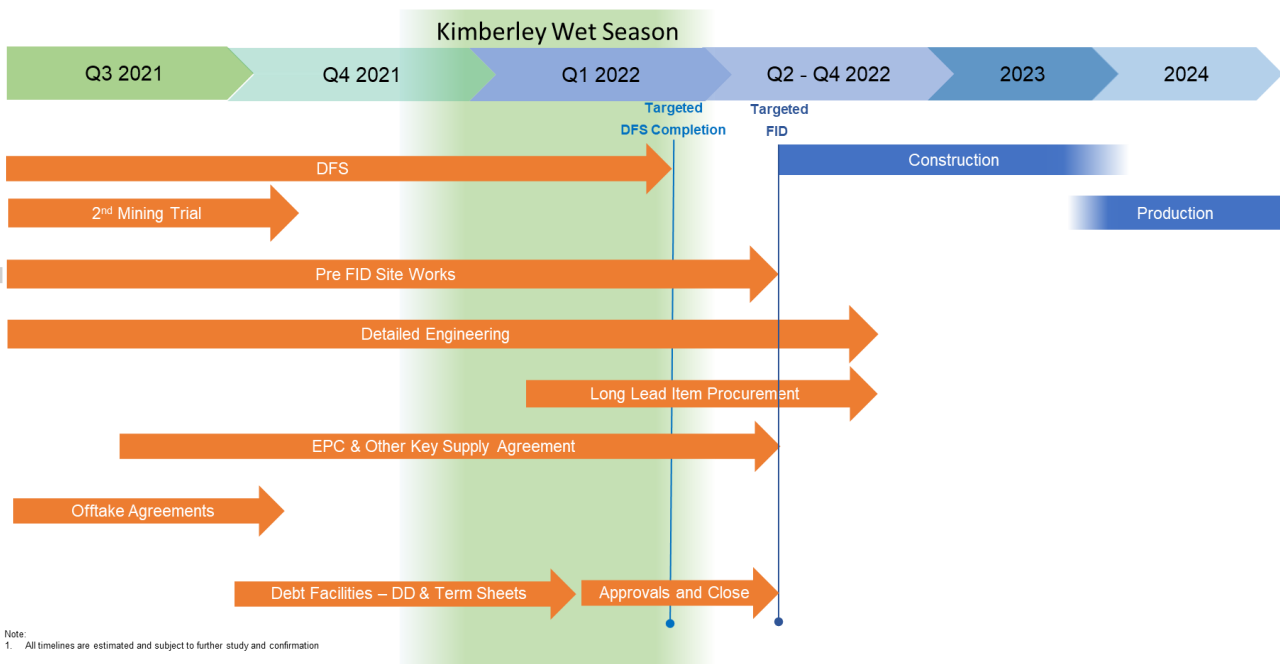 Kimberley Wet Season
Q3 2021
Q4 2021
Q1 2022
Q2 - Q4 2022
2023
2024
Targeted
DFS Completion
Targeted
FID
DFS
Construction
2nd Mining Trial
Production
Pre FID Site Works
Detailed Engineering
Long Lead Item Procurement
EPC & Other Key Supply Agreement
Offtake Agreements
Debt Facilities – DD & Term Sheets
Approvals and Close
Note:
1. All timelines are estimated and subject to further study and confirmation